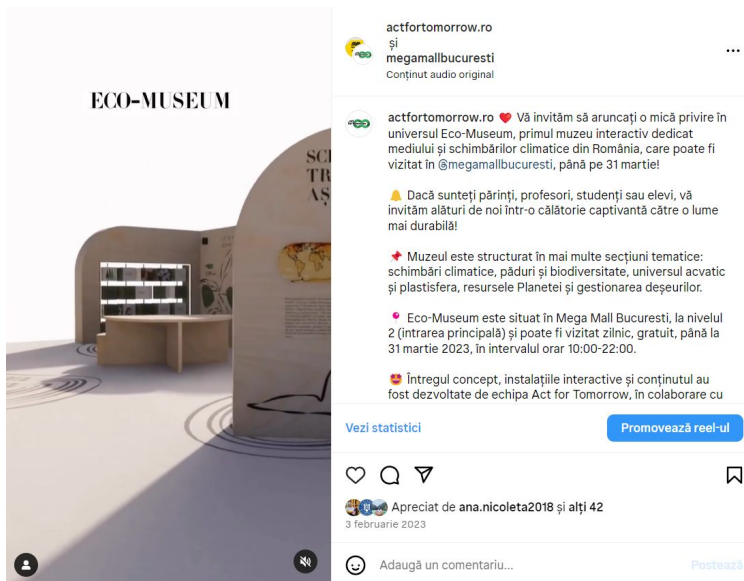 ECO-MUSEUM
SC
TR
AȘ
actfortomorrow.ro
și
megamallbucuresti
Conținut audio original
actfortomorrow.ro ❤️ Vă invităm să aruncați o mică privire în
universul Eco-Museum, primul muzeu interactiv dedicat
mediului și schimbărilor climatice din România, care poate fi
vizitat în @megamallbucuresti, până pe 31 martie!
🔔 Dacă sunteți părinți, profesori, studenți sau elevi, vă
invităm alături de noi într-o călătorie captivantă către o lume
mai durabilă!
📌 Muzeul este structurat în mai multe secțiuni tematice:
schimbări climatice, păduri și biodiversitate, universul acvatic
și plastisfera, resursele Planetei și gestionarea deșeurilor.
📍 Eco-Museum este situat în Mega Mall Bucuresti, la nivelul
2 (intrarea principală) și poate fi vizitat zilnic, gratuit, până la
31 martie 2023, în intervalul orar 10:00-22:00.
🤩 Întregul concept, instalațiile interactive și conținutul au
fost dezvoltate de echipa Act for Tomorrow, în colaborare cu
Vezi statistici
Promovează reel-ul
Apreciat de ana.nicoleta2018 și alți 42
3 februarie 2023
Adaugă un comentariu...
Postează